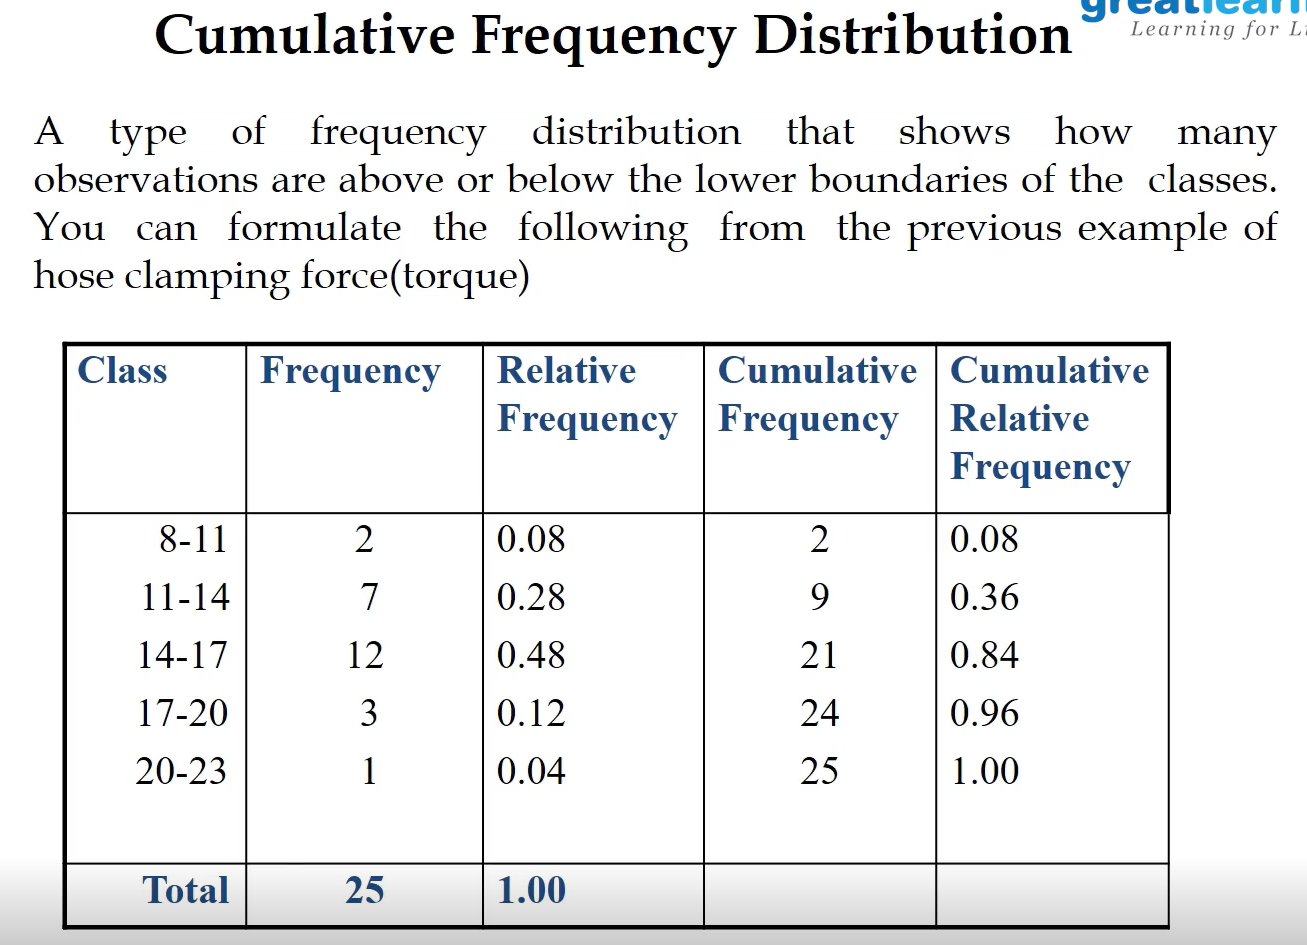 Cumulative Frequency Distribution
Learning for
A type of frequency distribution that shows how many
observations are above or below the lower boundaries of the classes.
You can formulate the following from the previous example of
hose clamping force(torque)
Class Frequency Relative Frequency Cumulative Frequency Cumulative Relative Frequency
8-11 2 0.08 2 0.08
11-14 7 0.28 9 0.36
14-17 12 0.48 21 0.84
17-20 3 0.12 24 0.96
20-23 1 0.04 25 1.00
Total 25 1.00